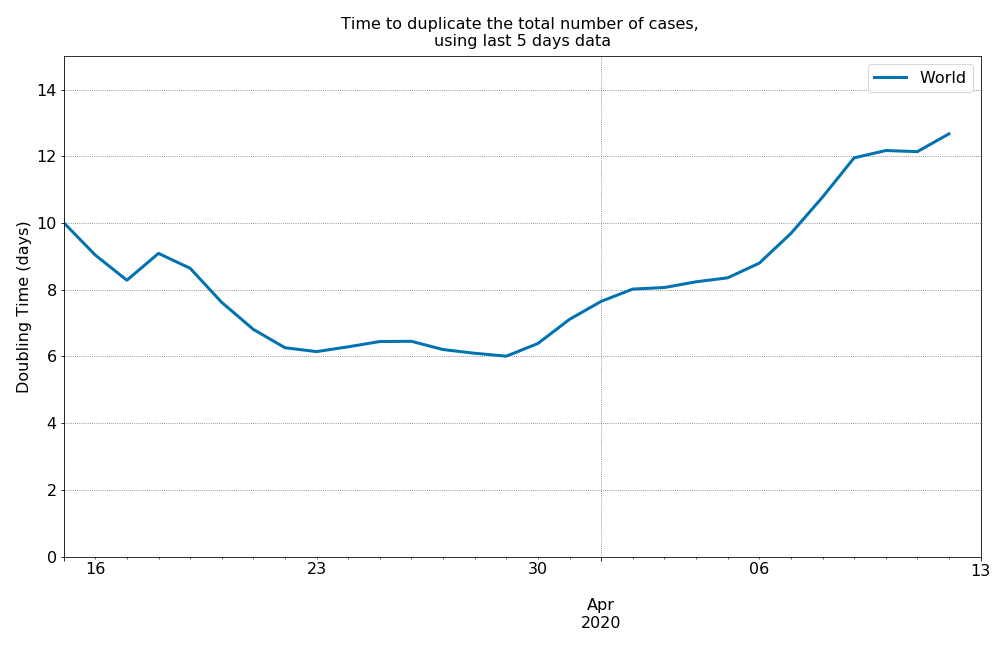 Time to duplicate the total number of cases,
using last 5 days data
World
Doubling Time (days)
14
12
10
8
6
4
2
0
16
23
30
06
13
Apr
2020